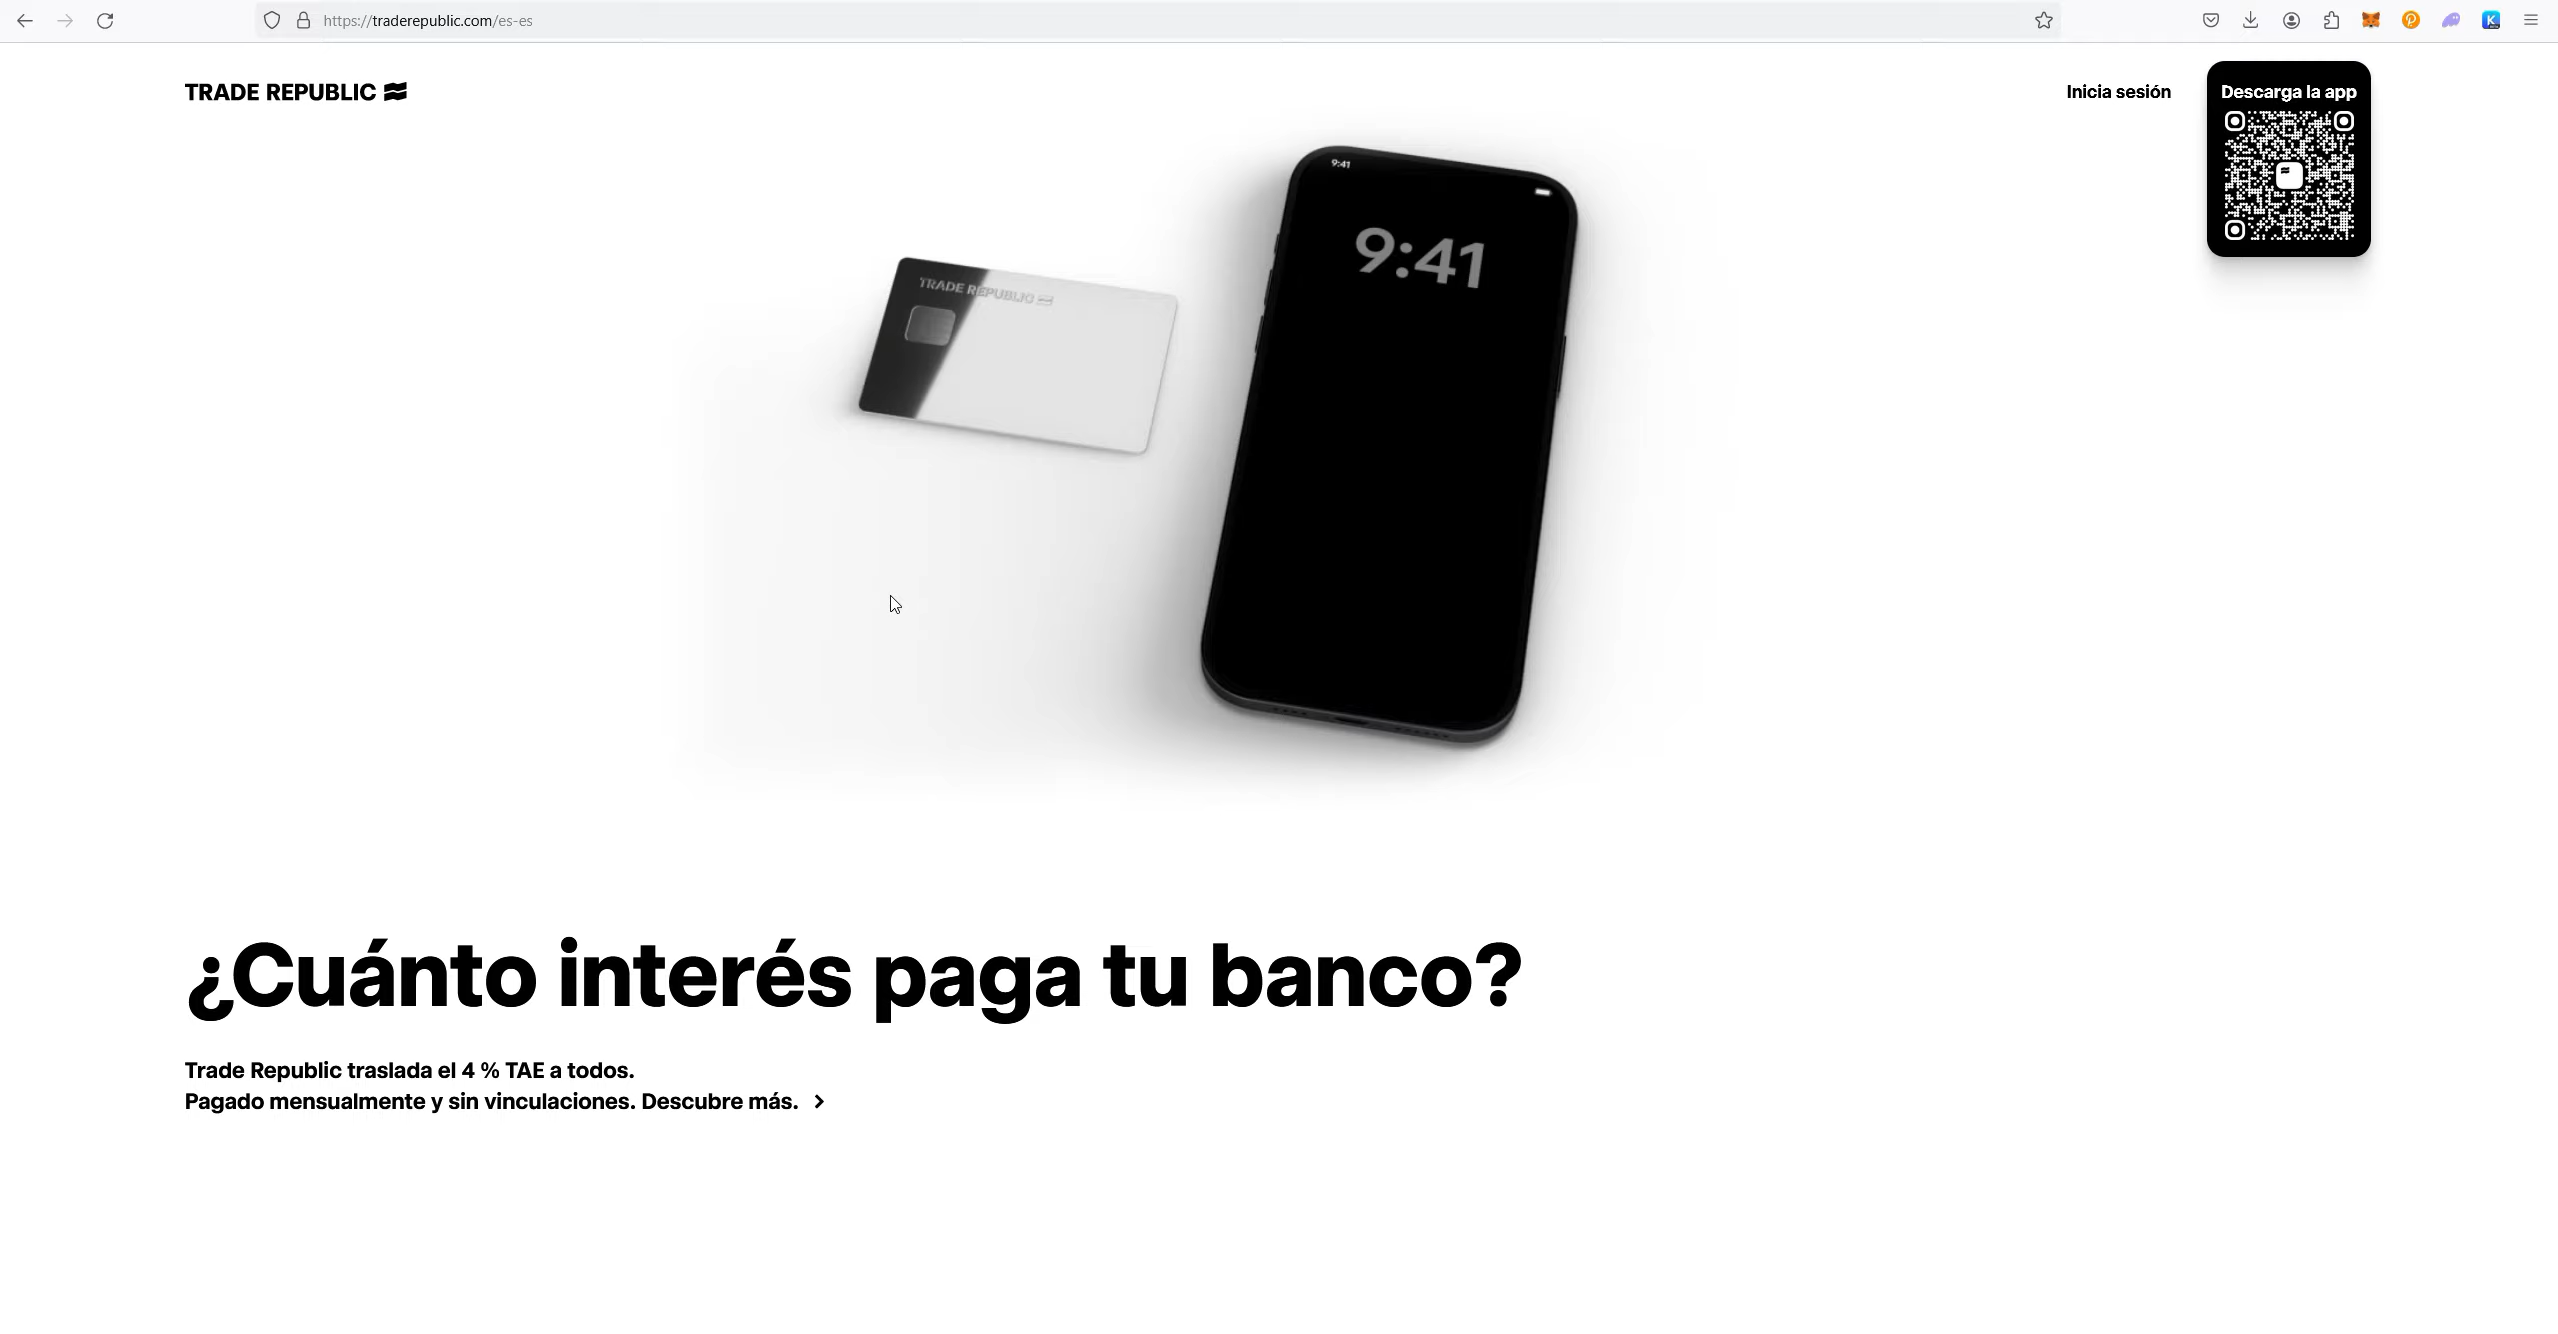 https://traderepublic.com/es-es
TRADE REPUBLIC
Inicia sesión
Descarga la app
9:41
9:41
TRADE REPUBLIC
¿Cuánto interés paga tu banco?
Trade Republic traslada el 4 % TAE a todos.
Pagado mensualmente y sin vinculaciones. Descubre más.